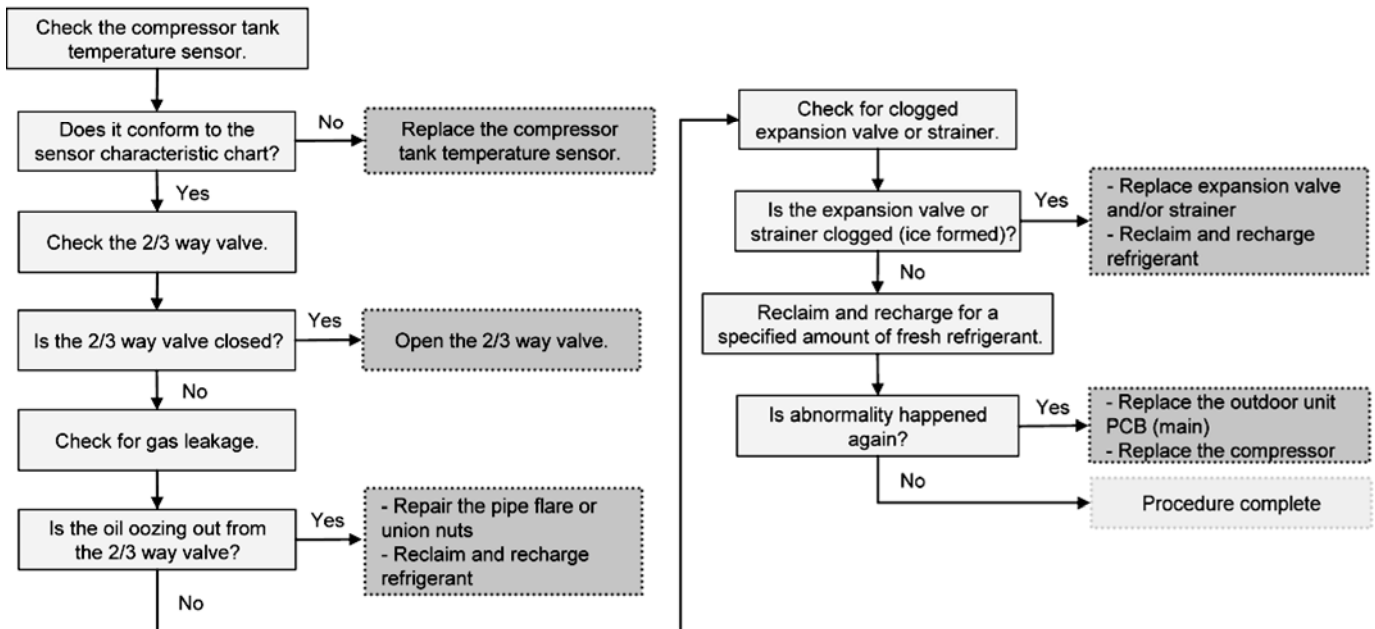 Check the compressor tank
temperature sensor.
Does it conform to the
sensor characteristic chart?
No
Replace the compressor
tank temperature sensor.
Yes
Check the 2/3 way valve.
Is the 2/3 way valve closed?
Yes
Open the 2/3 way valve.
No
Check for gas leakage.
Is the oil oozing out from
the 2/3 way valve?
Yes
- Repair the pipe flare or
union nuts
- Reclaim and recharge
refrigerant
No
Check for clogged
expansion valve or strainer.
Is the expansion valve or
strainer clogged (ice formed)?
Yes
- Replace expansion valve
and/or strainer
- Reclaim and recharge
refrigerant
No
Reclaim and recharge for a
specified amount of fresh refrigerant.
Is abnormality happened
again?
Yes
- Replace the outdoor unit
PCB (main)
- Replace the compressor
No
Procedure complete